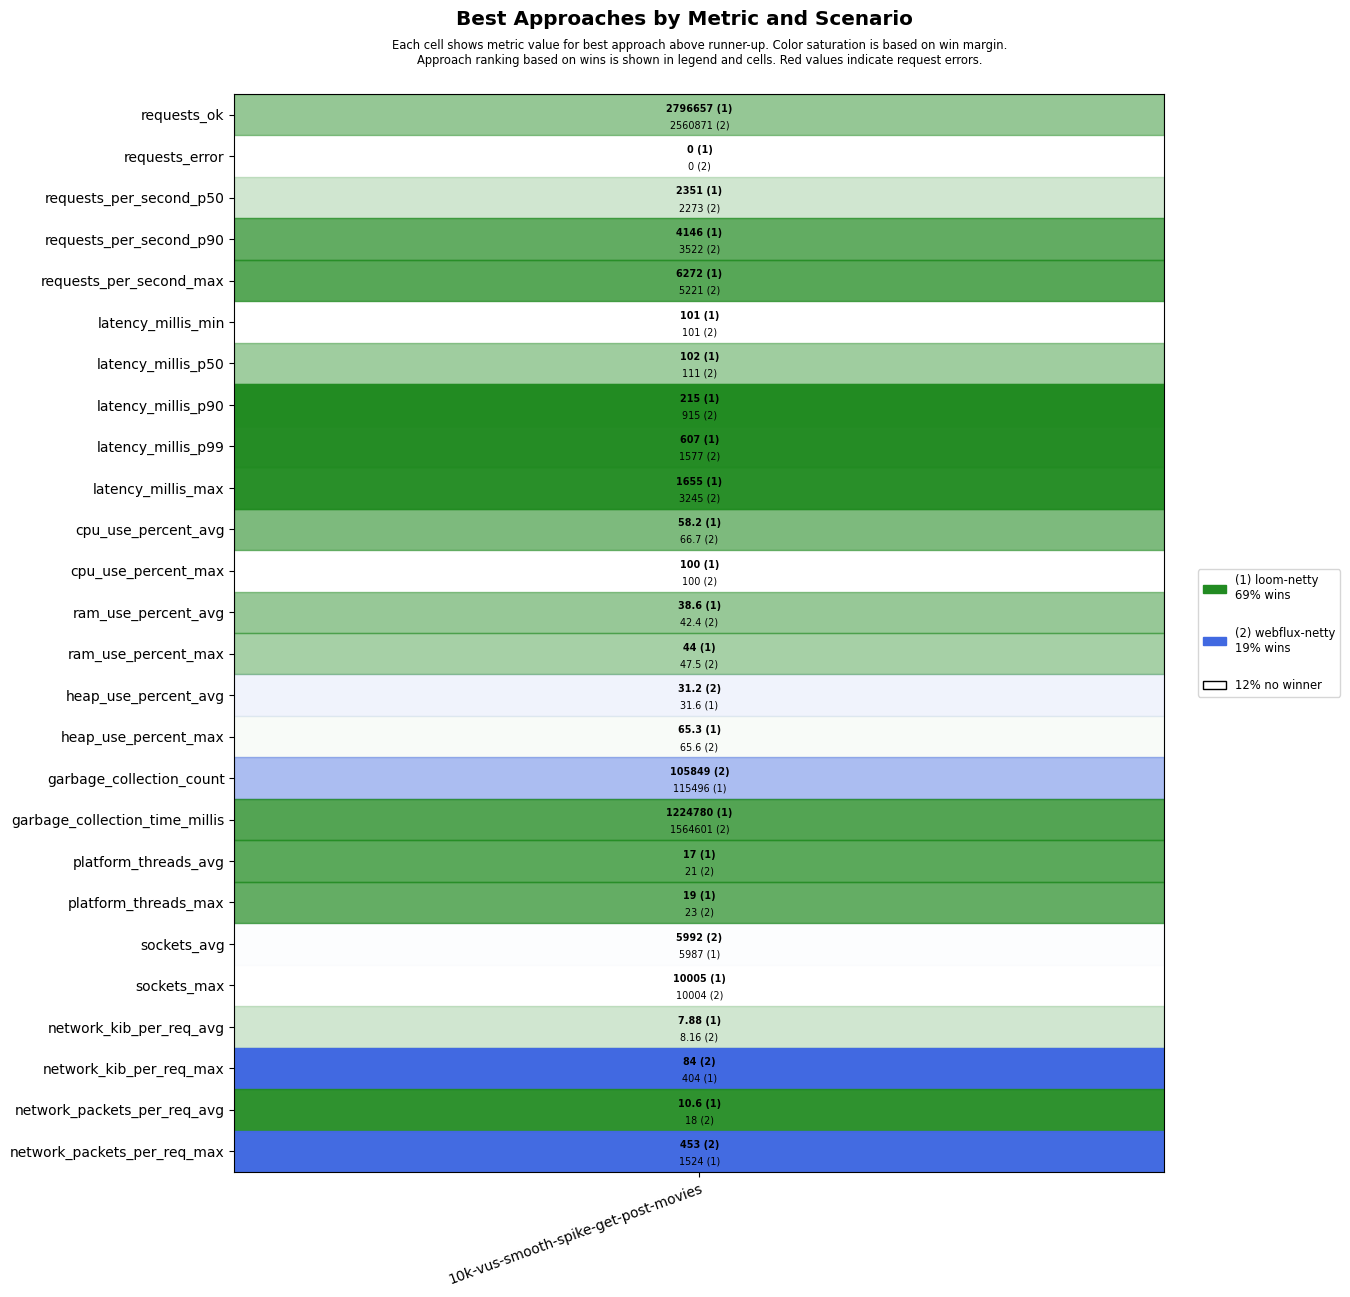 Best Approaches by Metric and Scenario
Each cell shows metric value for best approach above runner-up. Color saturation is based on win margin.
Approach ranking based on wins is shown in legend and cells. Red values indicate request errors.
requests_ok
2796657 (1)
2560871 (2)
requests_error
0 (1)
0 (2)
requests_per_second_p50
2351 (1)
2273 (2)
requests_per_second_p90
4146 (1)
3522 (2)
requests_per_second_max
6272 (1)
5221 (2)
latency_millis_min
101 (1)
101 (2)
latency_millis_p50
102 (1)
111 (2)
latency_millis_p90
215 (1)
915 (2)
latency_millis_p99
607 (1)
1577 (2)
latency_millis_max
1655 (1)
3245 (2)
cpu_use_percent_avg
58.2 (1)
66.7 (2)
cpu_use_percent_max
100 (1)
100 (2)
ram_use_percent_avg
38.6 (1)
42.4 (2)
ram_use_percent_max
44 (1)
47.5 (2)
heap_use_percent_avg
31.2 (2)
31.6 (1)
heap_use_percent_max
65.3 (1)
65.6 (2)
garbage_collection_count
105849 (2)
115496 (1)
garbage_collection_time_millis
1224780 (1)
1564601 (2)
platform_threads_avg
17 (1)
21 (2)
platform_threads_max
19 (1)
23 (2)
sockets_avg
5992 (2)
5987 (1)
sockets_max
10005 (1)
10004 (2)
network_kib_per_req_avg
7.88 (1)
8.16 (2)
network_kib_per_req_max
84 (2)
404 (1)
network_packets_per_req_avg
10.6 (1)
18 (2)
network_packets_per_req_max
453 (2)
1524 (1)
10k-vus-smooth-spike-get-post-movies
(1) loom-netty
69% wins
(2) webflux-netty
19% wins
12% no winner